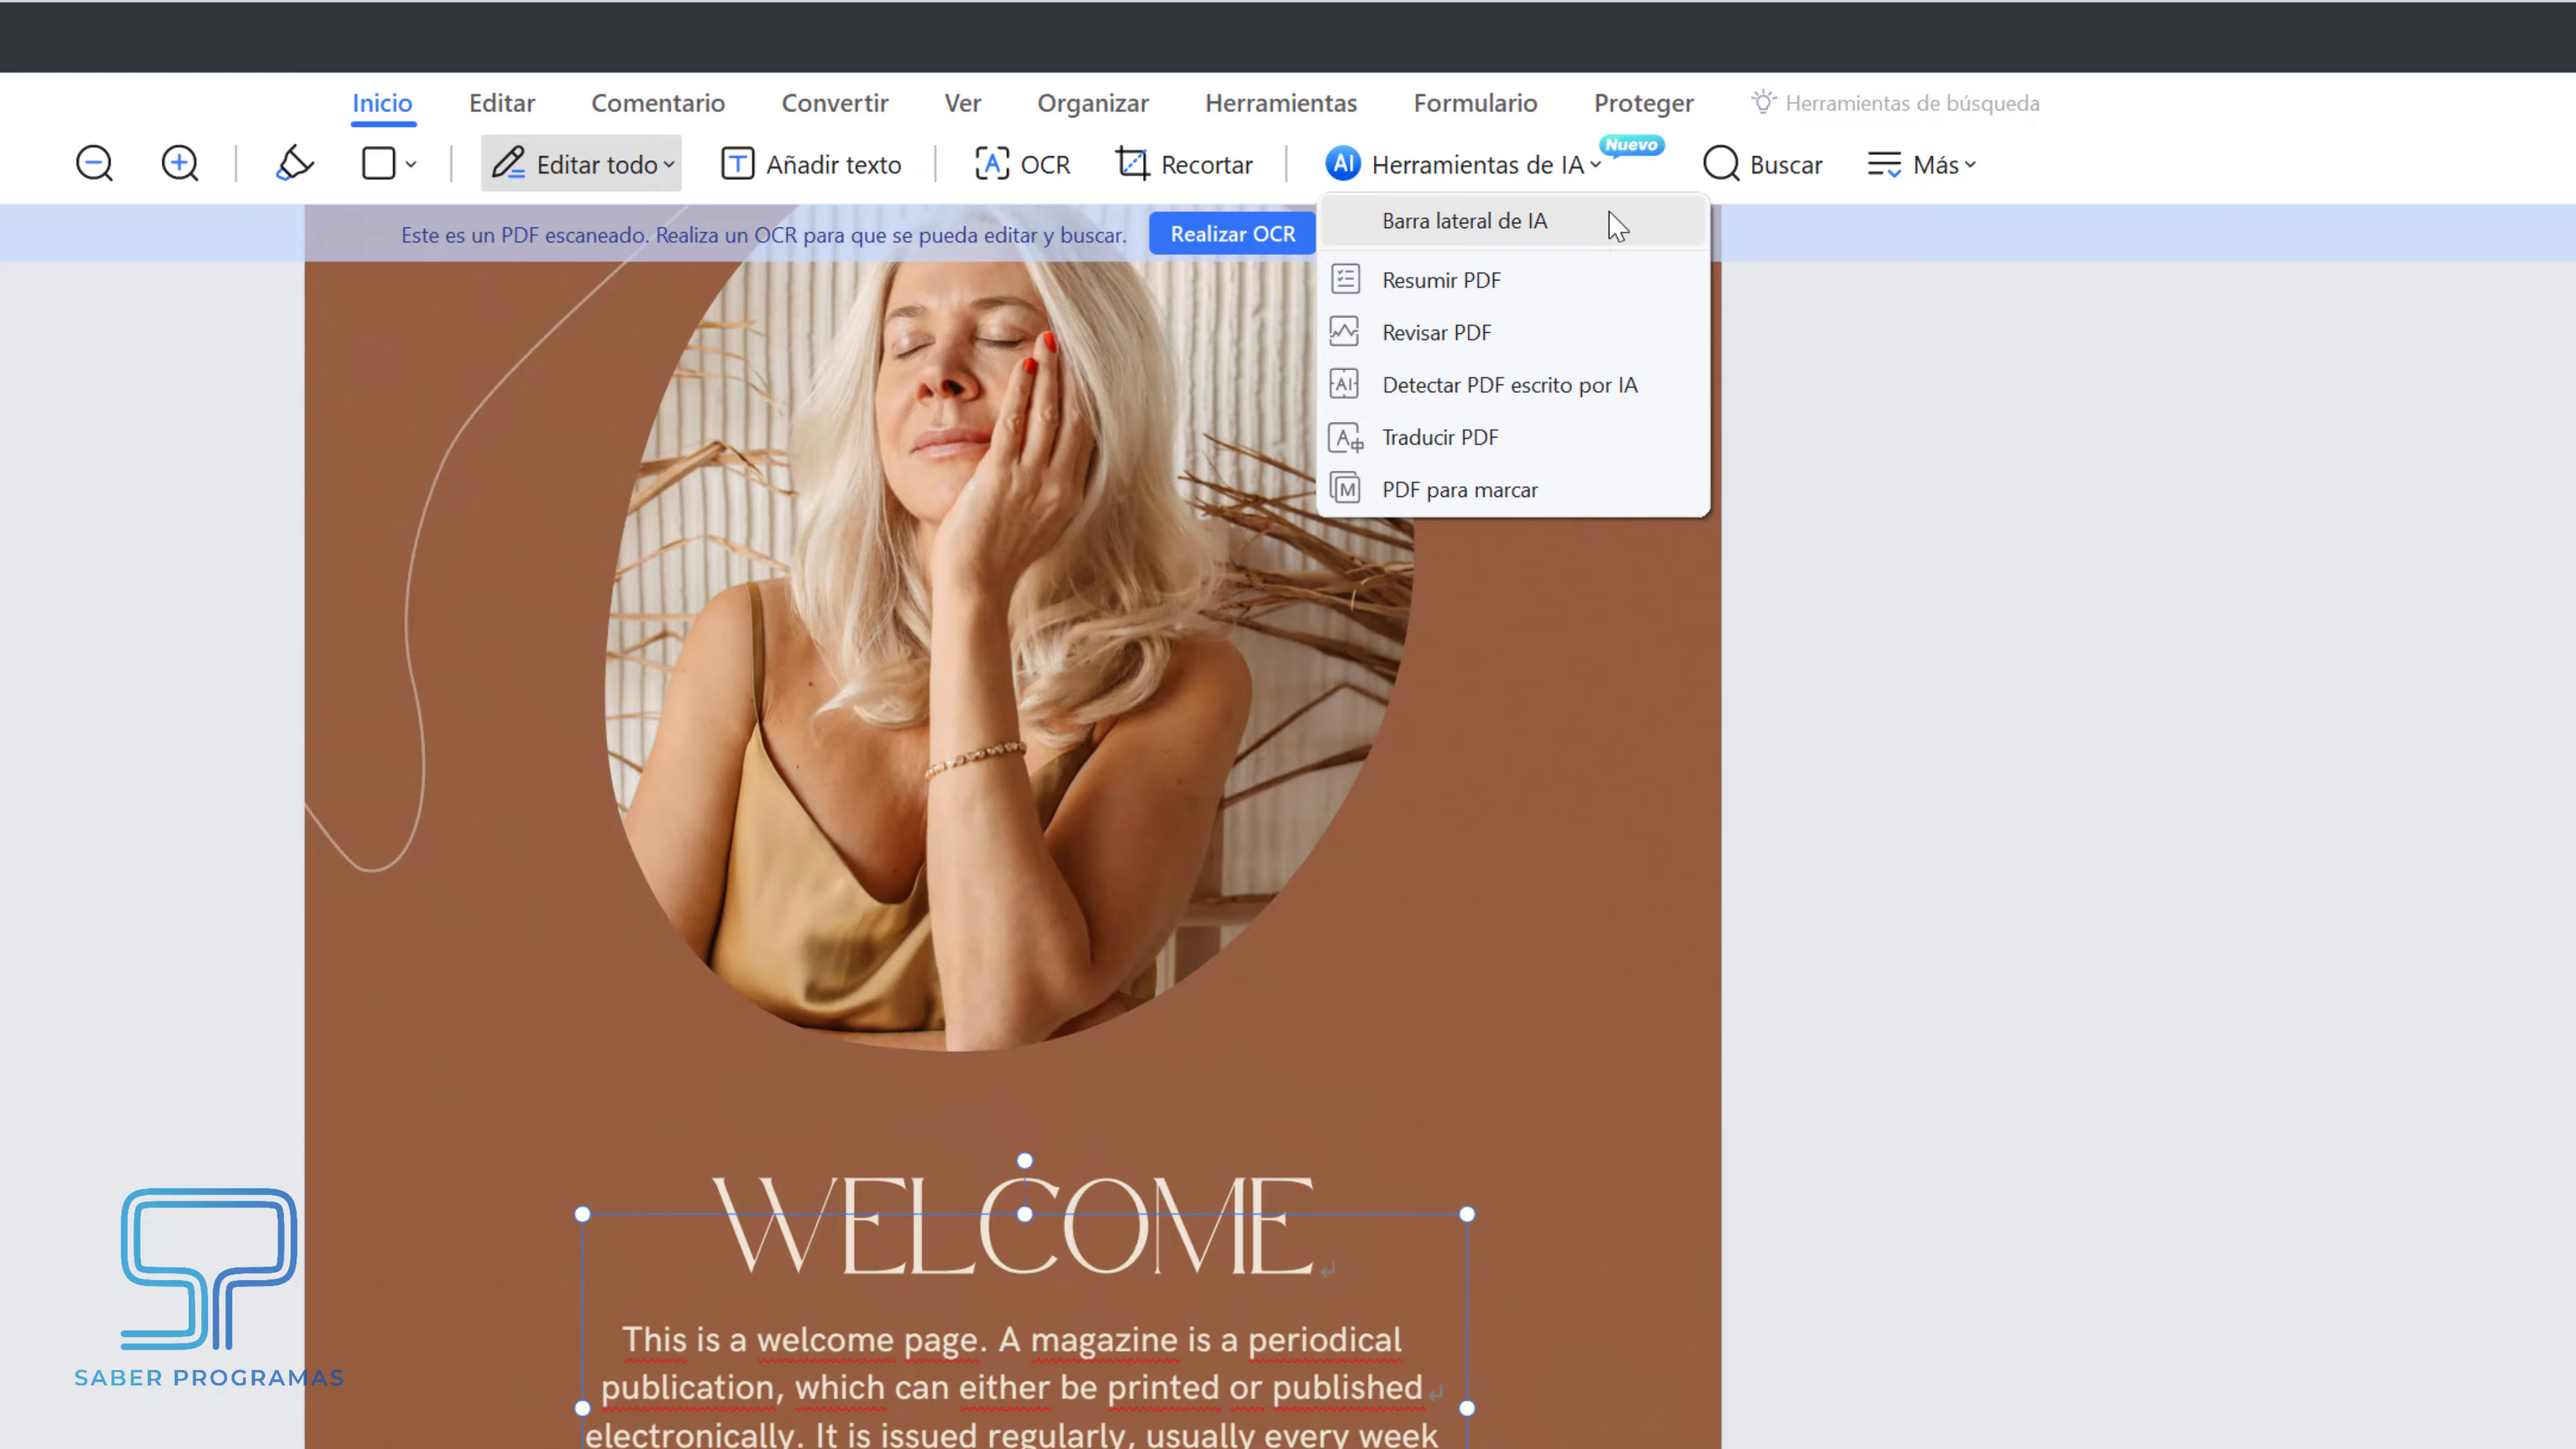 Inicio Editar Comentario Convertir Ver Organizar Herramientas Formulario Proteger Herramientas de búsqueda
Editar todo T Añadir texto A OCR Recortar AI Herramientas de IA Nuevo Buscar Más
Este es un PDF escaneado. Realiza un OCR para que se pueda editar y buscar. Realizar OCR
Barra lateral de IA
Resumir PDF
Revisar PDF
AI Detectar PDF escrito por IA
A Traducir PDF
M PDF para marcar
WELCOME
This is a welcome page. A magazine is a periodical
publication, which can either be printed or published
electronically. It is issued regularly, usually every week
SP
SABER PROGRAMAS